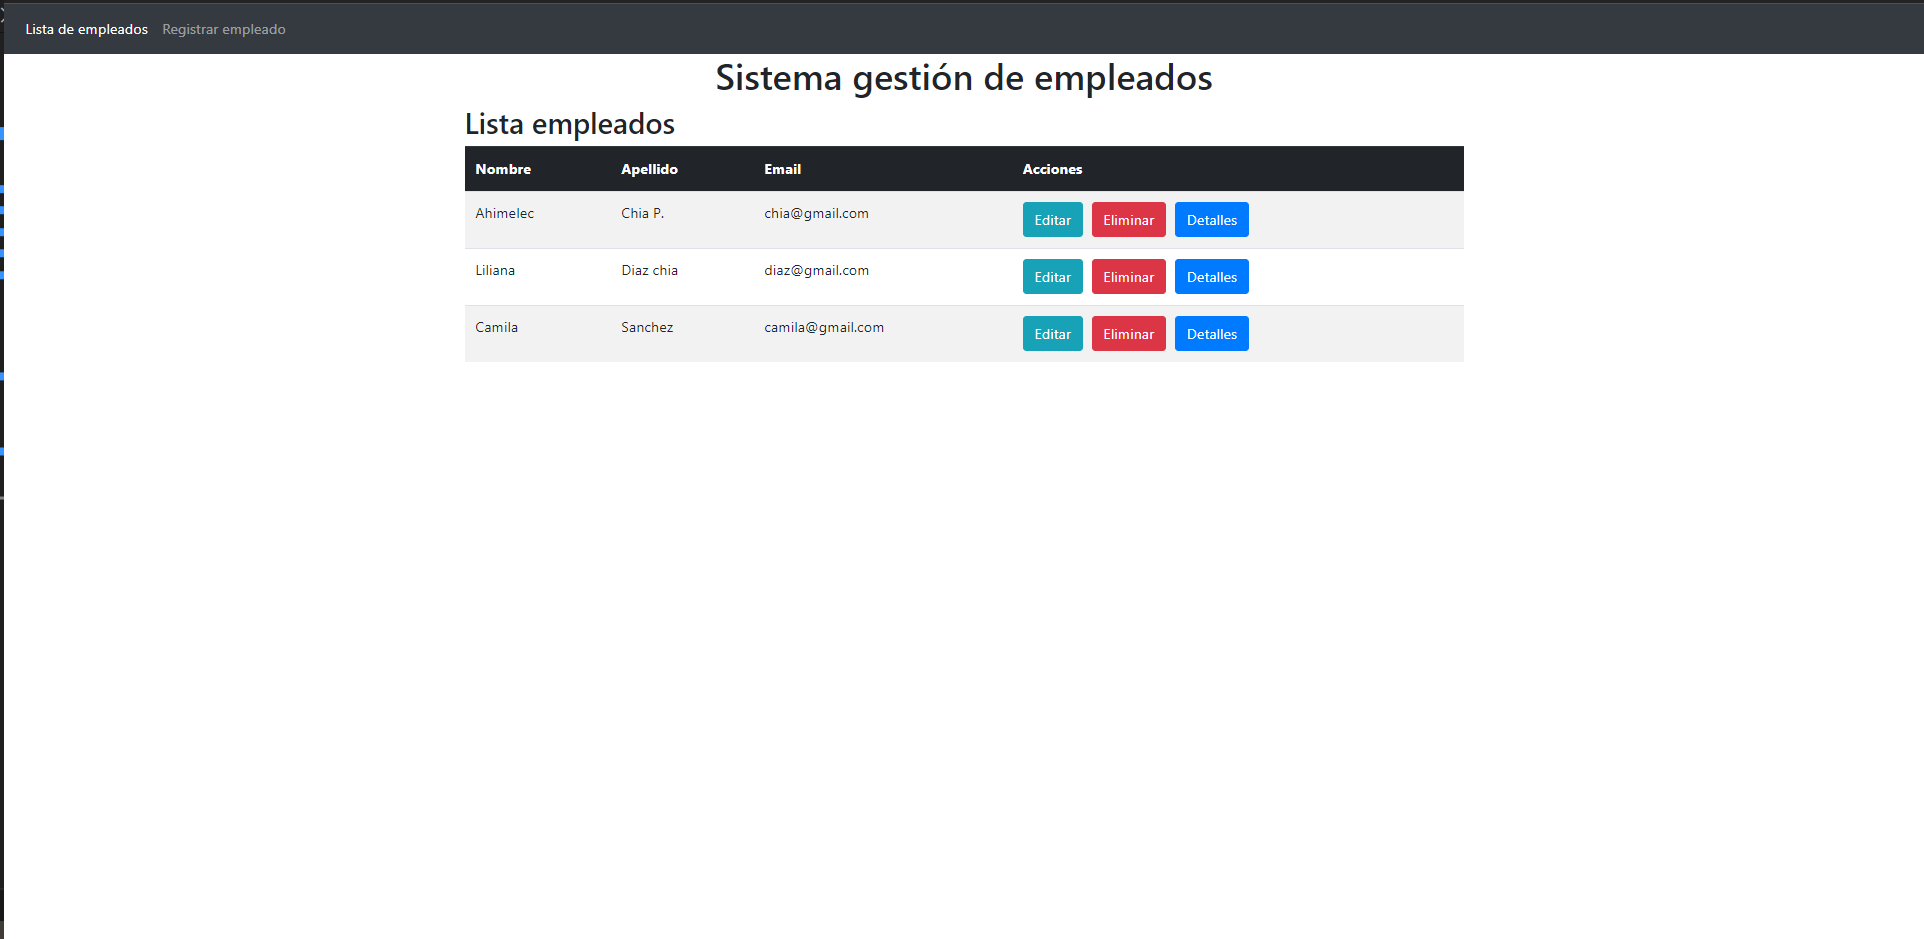 Lista de empleados Registrar empleado
Sistema gestión de empleados
Lista empleados
Nombre Apellido Email Acciones
Ahimelec Chia P. chia@gmail.com Editar Eliminar Detalles
Liliana Diaz chia diaz@gmail.com Editar Eliminar Detalles
Camila Sanchez camila@gmail.com Editar Eliminar Detalles